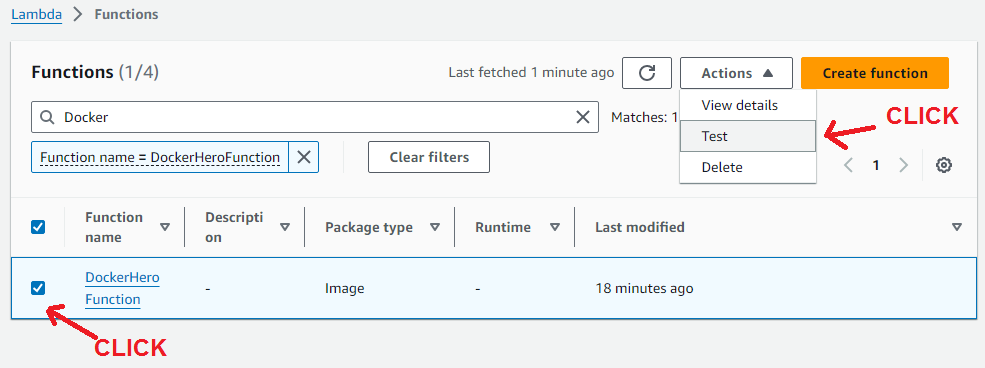 Lambda > Functions
Functions (1/4)
Last fetched 1 minute ago
Actions
Create function
View details
Test
Delete
CLICK
Docker
Matches: 1
Function name = DockerHeroFunction
Clear filters
1
Function name
Descripti
on
Package type
Runtime
Last modified
DockerHero
Function
-
Image
-
18 minutes ago
CLICK